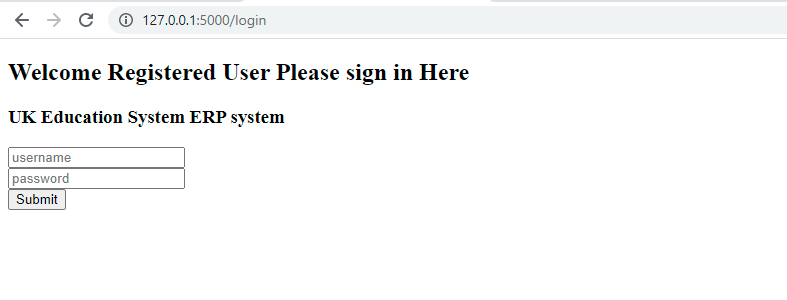 127.0.0.1:5000/login
Welcome Registered User Please sign in Here
UK Education System ERP system
username
password
Submit